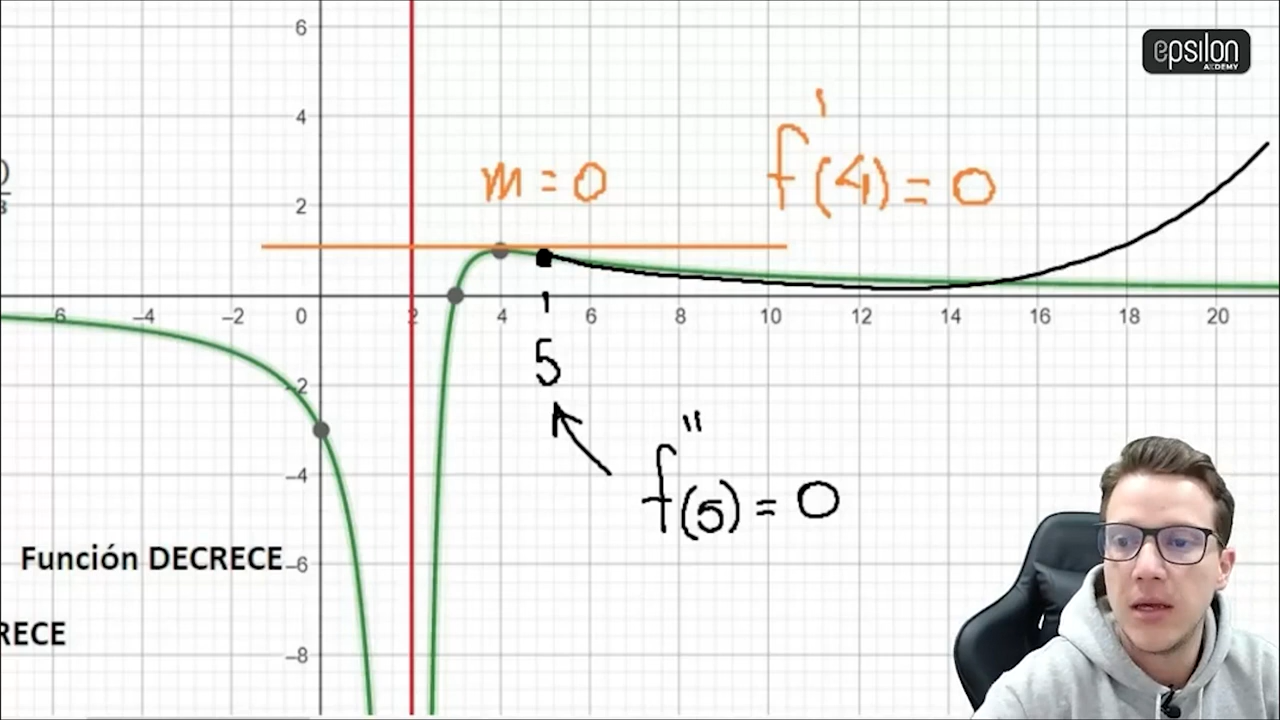 epsilon
AKDEMY
6
4
2
m = 0
f'(4) = 0
-6 -4 -2 0 2 4 6 8 10 12 14 16 18 20
5
-2
f''(5) = 0
-4
Función DECRECE
-6
RECE
-8